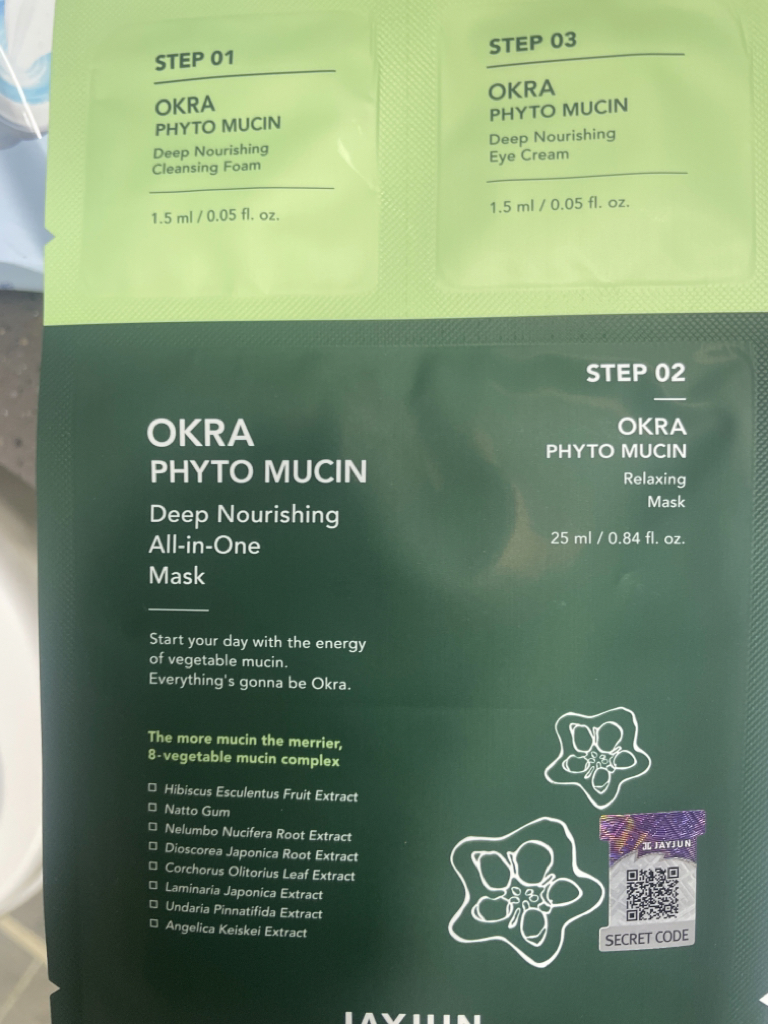 STEP 01
OKRA
PHYTO MUCIN
Deep Nourishing
Cleansing Foam
1.5 ml / 0.05 fl. oz.
STEP 03
OKRA
PHYTO MUCIN
Deep Nourishing
Eye Cream
1.5 ml / 0.05 fl. oz.
STEP 02
OKRA
PHYTO MUCIN
Relaxing
Mask
25 ml / 0.84 fl. oz.
OKRA
PHYTO MUCIN
Deep Nourishing
All-in-One
Mask
Start your day with the energy
of vegetable mucin.
Everything's gonna be Okra.
The more mucin the merrier,
8-vegetable mucin complex
Hibiscus Esculentus Fruit Extract
Natto Gum
Nelumbo Nucifera Root Extract
Dioscorea Japonica Root Extract
Corchorus Olitorius Leaf Extract
Laminaria Japonica Extract
Undaria Pinnatifida Extract
Angelica Keiskei Extract
JAYJUN
SECRET CODE
JAYJUN